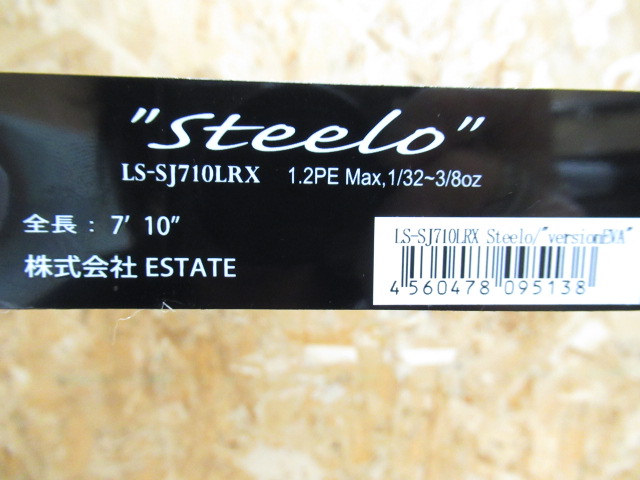 "Steelo"
LS-SJ710LRX 1.2PE Max,1/32~3/8oz
全長： 7' 10"
株式会社 ESTATE
LS-SJ710LRX Steelo/"versionEVA"
4 560478 095138